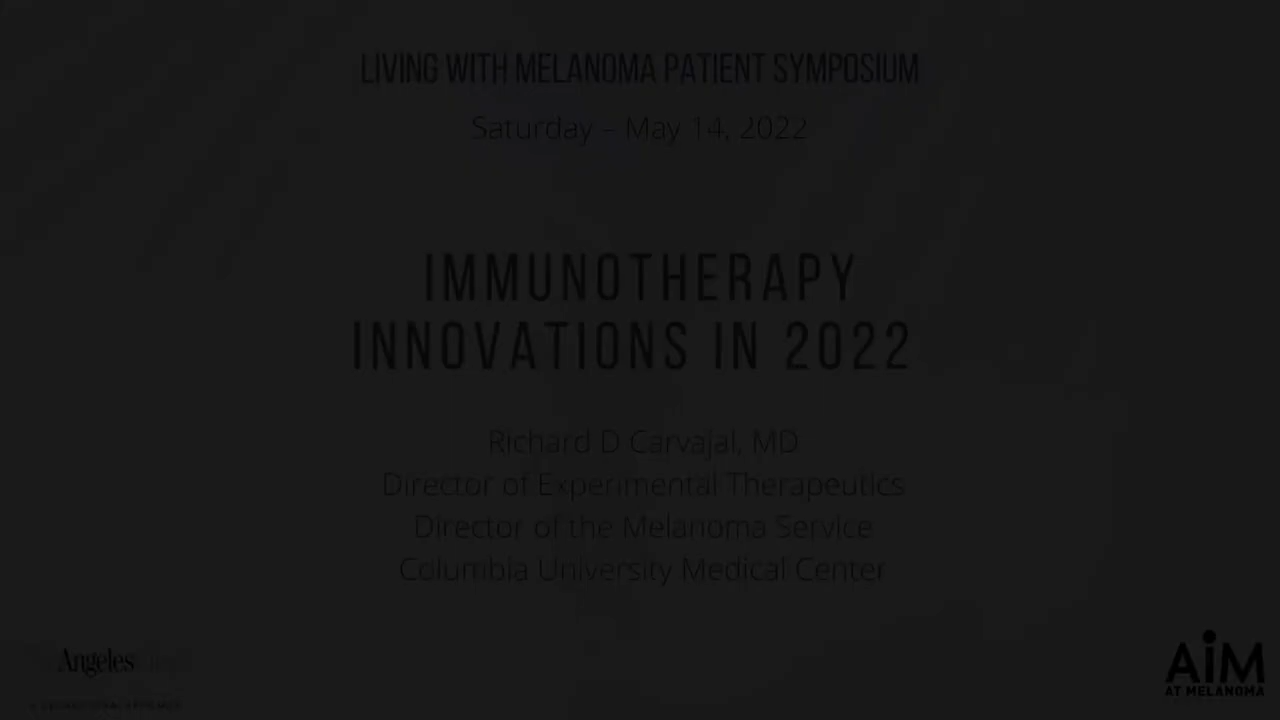 LIVING WITH MELANOMA PATIENT SYMPOSIUM
Saturday – May 14, 2022
IMMUNOTHERAPY
INNOVATIONS IN 2022
Richard D Carvajal, MD
Director of Experimental Therapeutics
Director of the Melanoma Service
Columbia University Medical Center
Angeles
AiM
AT MELANOMA